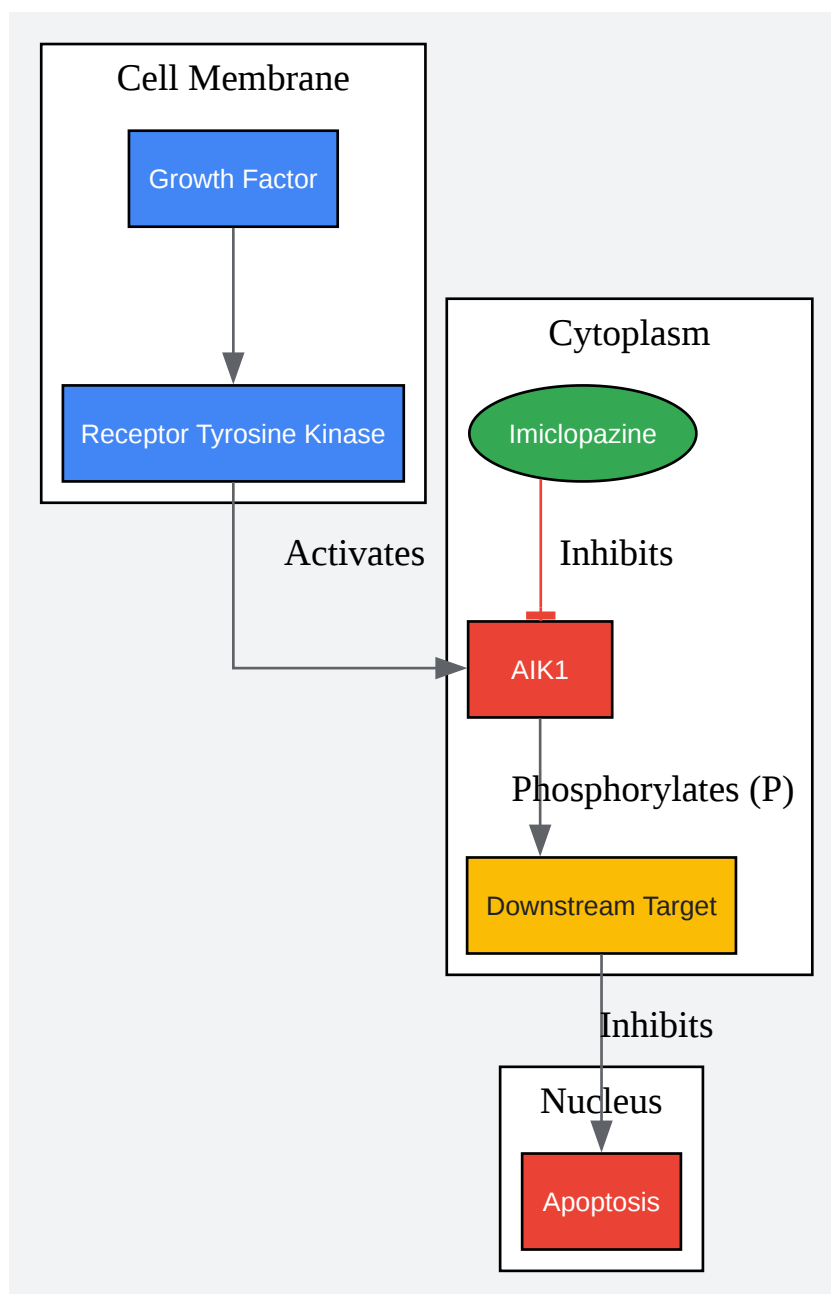 Cell Membrane
Growth Factor
Receptor Tyrosine Kinase
Activates
Cytoplasm
Imiclopazine
Inhibits
AIK1
Phosphorylates (P)
Downstream Target
Inhibits
Nucleus
Apoptosis